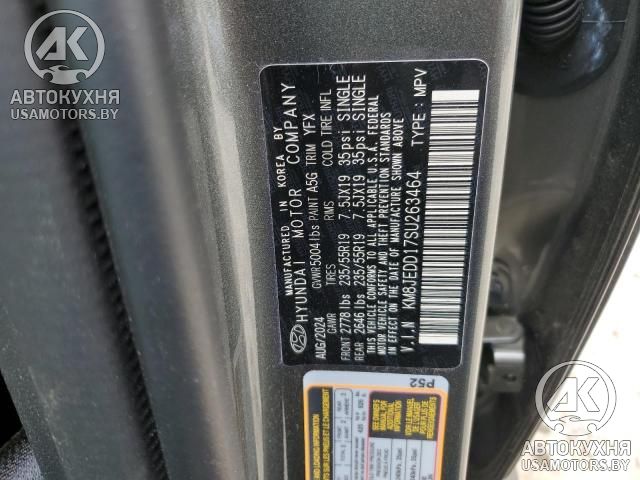 MANUFACTURED IN KOREA BY
HYUNDAI MOTOR COMPANY
AUG/2024 GVWR 5004 lbs PAINT A5G TRIM YFX
GAWR TIRES RIMS COLD TIRE INFL
FRONT 2778 lbs 235/55R19 7.5JX19 35psi SINGLE
REAR 2646 lbs 235/55R19 7.5JX19 35psi SINGLE
THIS VEHICLE CONFORMS TO ALL APPLICABLE U.S.A. FEDERAL
MOTOR VEHICLE SAFETY AND THEFT PREVENTION STANDARDS
IN EFFECT ON THE DATE OF MANUFACTURE SHOWN ABOVE
V.I.N KM8JEDD17SU263464 TYPE : MPV
P52
AK
АВТОКУХНЯ
USAMOTORS.BY
AK
АВТОКУХНЯ
USAMOTORS.BY